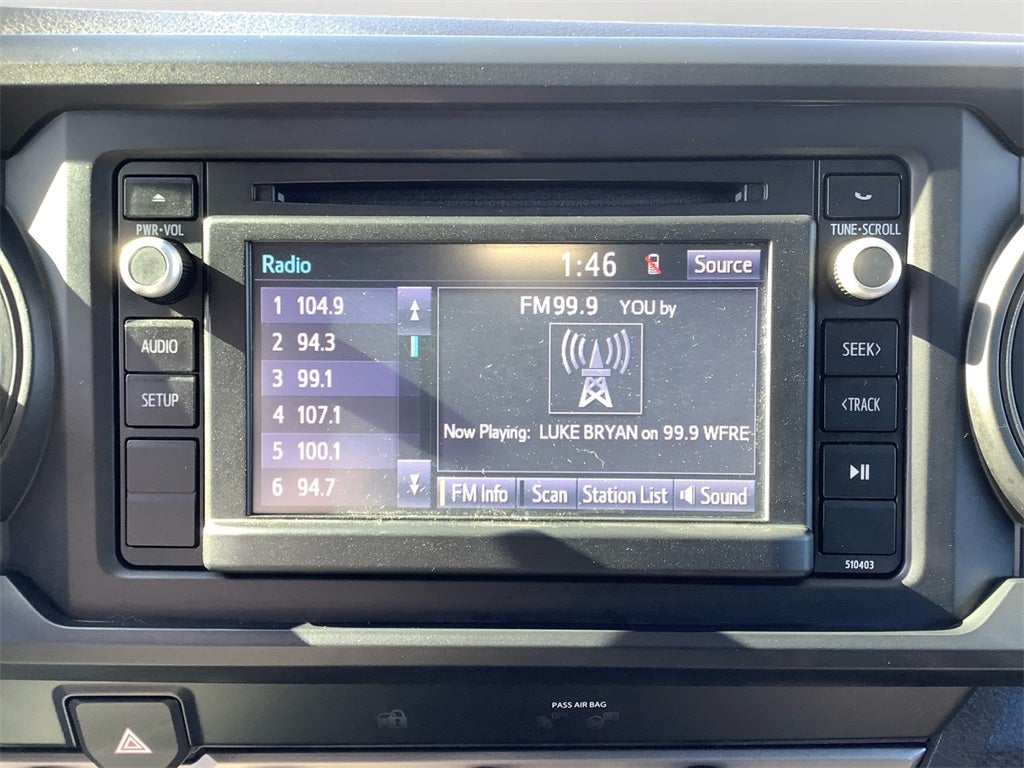 PWR•VOL
AUDIO
SETUP
Radio
1:46
Source
1 104.9
2 94.3
3 99.1
4 107.1
5 100.1
6 94.7
FM99.9 YOU by
Now Playing: LUKE BRYAN on 99.9 WFRE-
FM Info
Scan
Station List
Sound
TUNE•SCROLL
SEEK>
<TRACK
510403
PASS AIR BAG